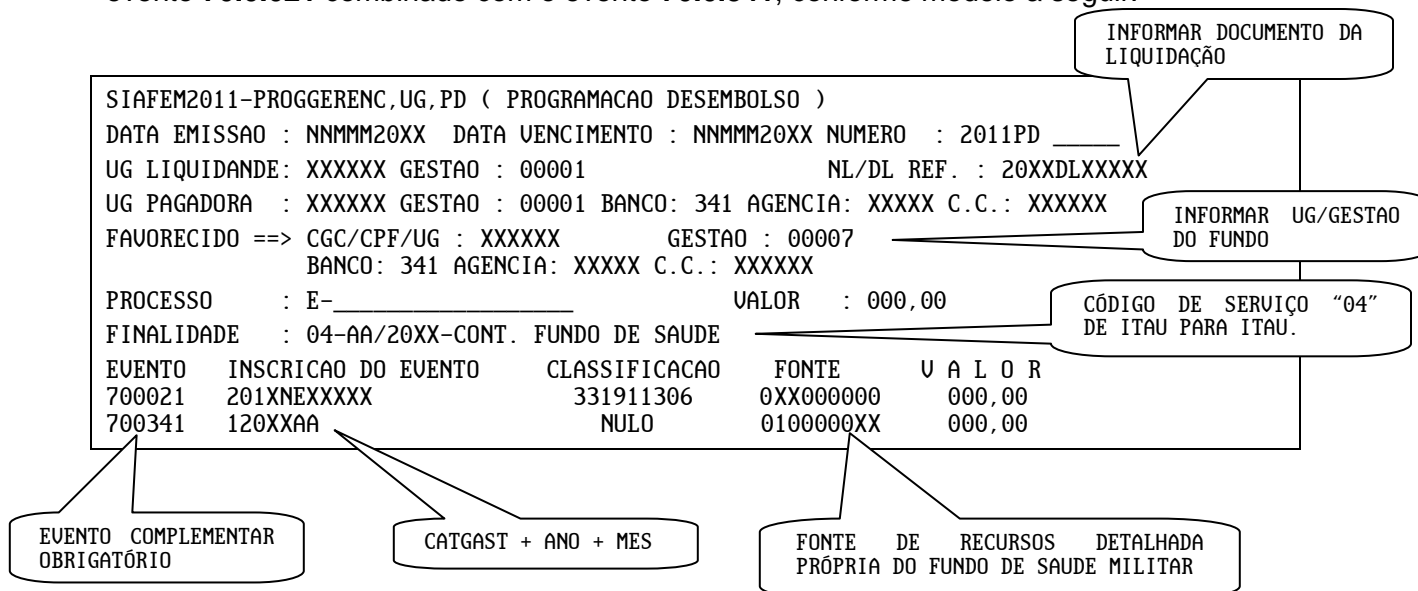 INFORMAR DOCUMENTO DA
LIQUIDAÇÃO
SIAFEM2011-PROGGERENC,UG,PD ( PROGRAMACAO DESEMBOLSO )
DATA EMISSAO : NNMMM20XX DATA VENCIMENTO : NNMMM20XX NUMERO : 2011PD _____
UG LIQUIDANDE: XXXXXX GESTAO : 00001 NL/DL REF. : 20XXDLXXXXX
UG PAGADORA : XXXXXX GESTAO : 00001 BANCO: 341 AGENCIA: XXXXX C.C.: XXXXXX
INFORMAR UG/GESTAO
DO FUNDO
FAVORECIDO ==> CGC/CPF/UG : XXXXXX GESTAO : 00007
BANCO: 341 AGENCIA: XXXXX C.C.: XXXXXX
PROCESSO : E-__________________ VALOR : 000,00
CÓDIGO DE SERVIÇO “04”
DE ITAU PARA ITAU.
FINALIDADE : 04-AA/20XX-CONT. FUNDO DE SAUDE
EVENTO INSCRICAO DO EVENTO CLASSIFICACAO FONTE V A L O R
700021 201XNEXXXXX 331911306 0XX000000 000,00
700341 120XXAA NULO 0100000XX 000,00
EVENTO COMPLEMENTAR
OBRIGATÓRIO
CATGAST + ANO + MES
FONTE DE RECURSOS DETALHADA
PRÓPRIA DO FUNDO DE SAUDE MILITAR